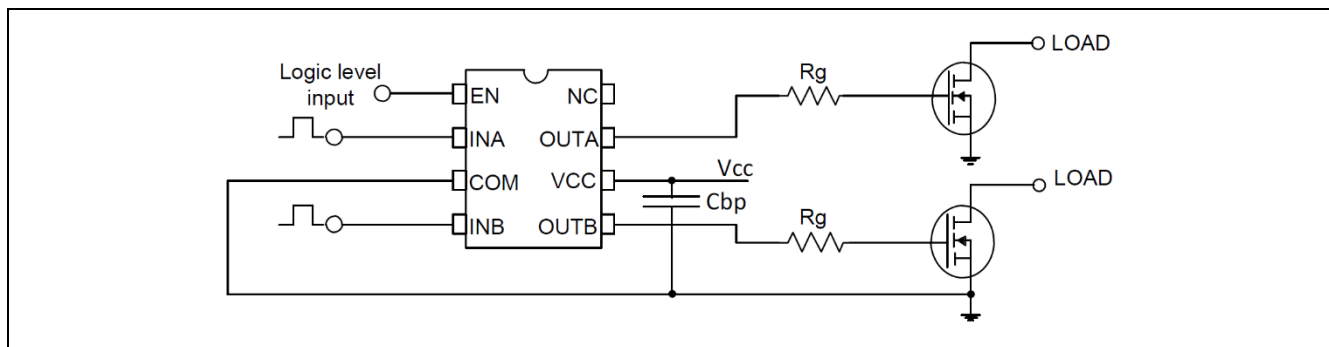 LOAD
Logic level
input
EN
NC
Rg
INA
OUTA
COM
VCC
Vcc
LOAD
Cbp
Rg
INB
OUTB